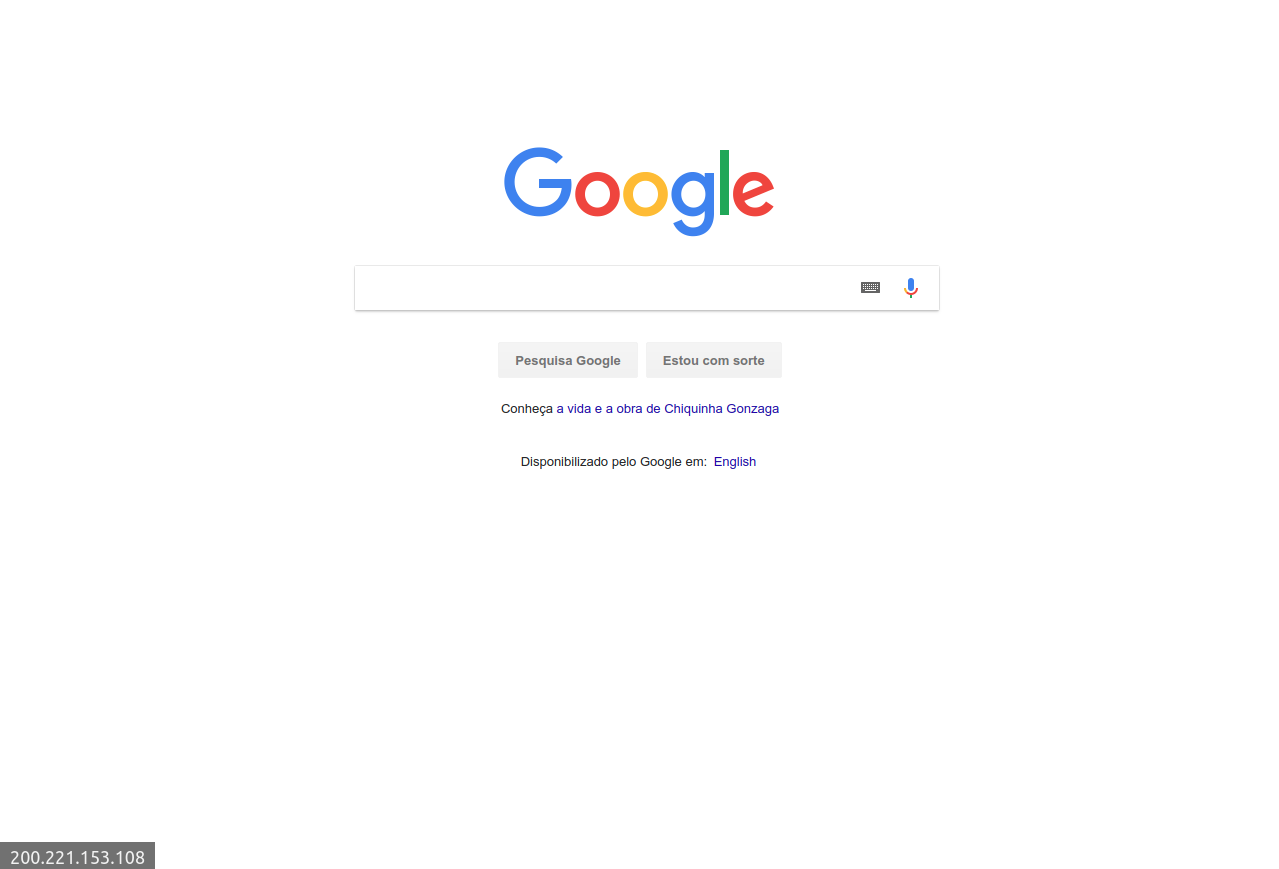 Google
Pesquisa Google Estou com sorte
Conheça a vida e a obra de Chiquinha Gonzaga
Disponibilizado pelo Google em: English
200.221.153.108